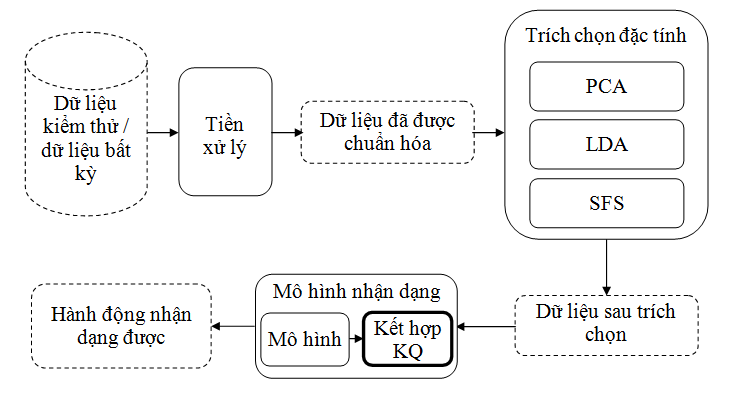 Dữ liệu
kiểm thử /
dữ liệu bất
kỳ
Tiền
xử lý
Dữ liệu đã được
chuẩn hóa
Trích chọn đặc tính
PCA
LDA
SFS
Dữ liệu sau trích
chọn
Mô hình nhận dạng
Mô hình
Kết hợp
KQ
Hành động nhận
dạng được